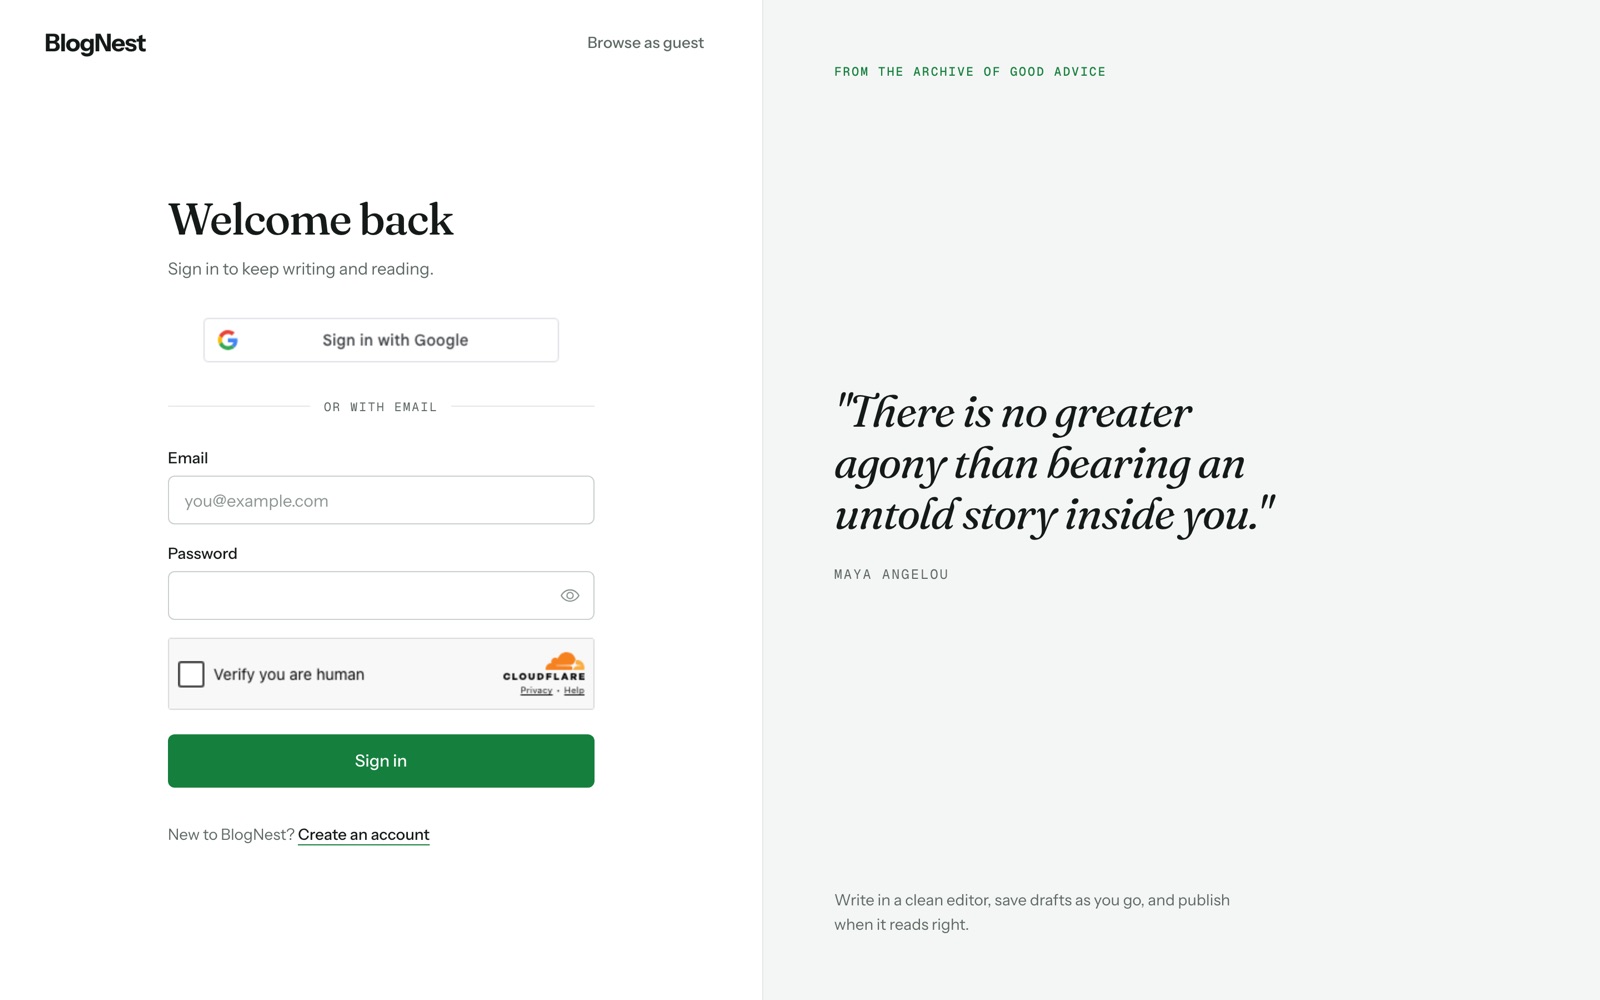 BlogNest
Browse as guest
Welcome back
Sign in to keep writing and reading.
Sign in with Google
OR WITH EMAIL
Email
you@example.com
Password
Verify you are human
CLOUDFLARE
Privacy • Help
Sign in
New to BlogNest? Create an account
FROM THE ARCHIVE OF GOOD ADVICE
"There is no greater
agony than bearing an
untold story inside you."
MAYA ANGELOU
Write in a clean editor, save drafts as you go, and publish
when it reads right.